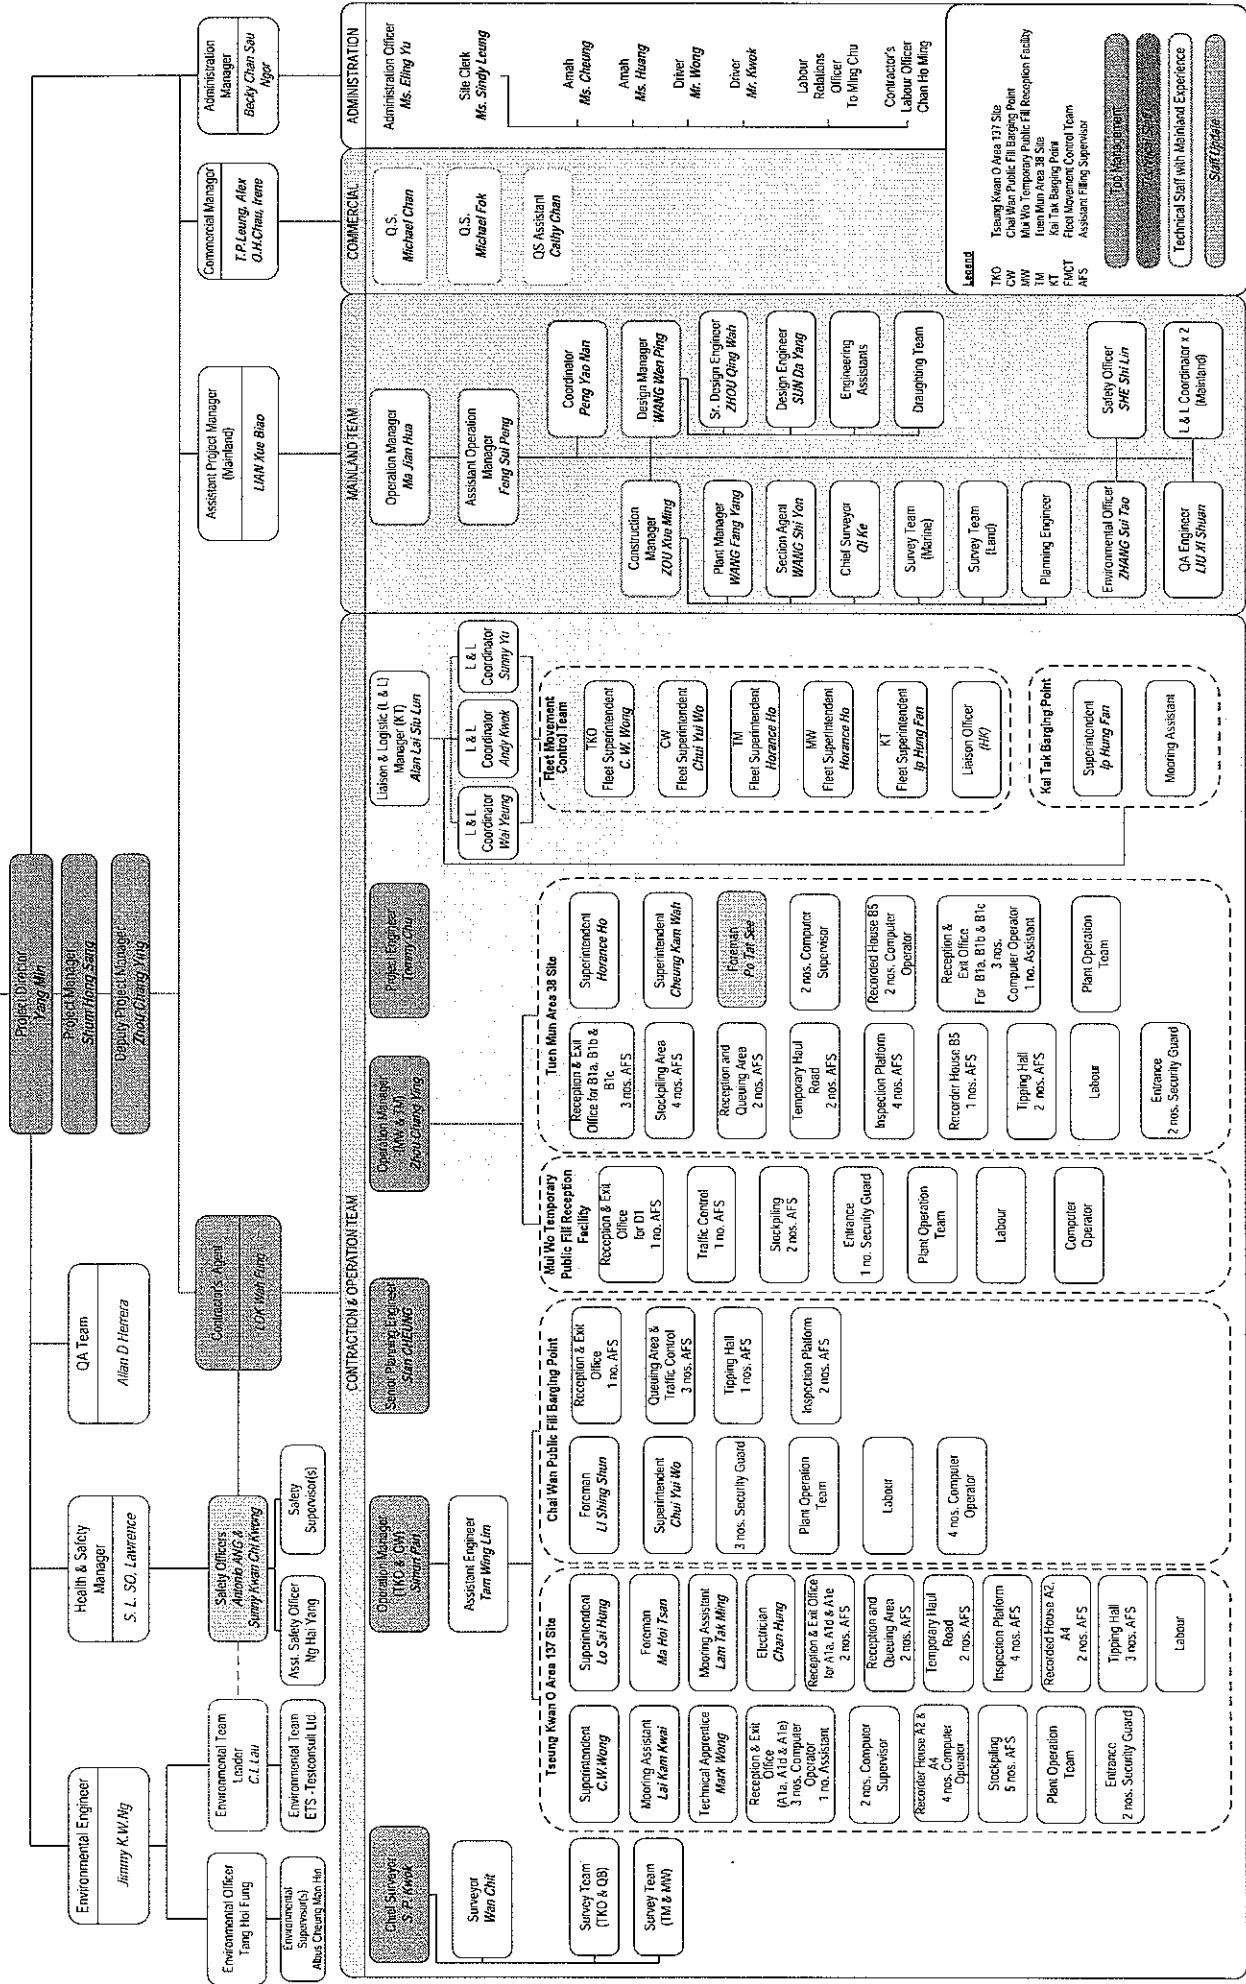 Project Director
Yang Min
Project Manager
Shum Hong Sang
Deputy Project Manager
Zhou Chang Ying
Environmental Engineer
Jimmy K.W.Ng
Health & Safety
Manager
S. L. SO, Lawrence
QA Team
Allan D Herrera
Environmental Officer
Tang Hoi Fung
Environmental
Supervisor(s)
Albus Cheung Man Hin
Environmental Team
Leader
C.L.Lau
Environmental Team
ETS -Testconsult Ltd.
Safety Officers
Antonio ANG &
Sunny Kwan Chi Kwong
Asst. Safety Officer
Ng Hai Yang
Safety
Supervisor(s)
Contractor's Agent
LOK Wah Fung
Assistant Project Manager
(Mainland)
LIAN Xue Biao
Commercial Manager
T.P.Leung, Alex
O.H.Chau, Irene
Administration
Manager
Becky Chan Sau
Ngor
CONTRACTION & OPERATION TEAM
Chief Surveyor
S. P. Kwok
Surveyor
Wan Chit
Survey Team
(TKO & QB)
Survey Team
(TM & MW)
Operation Manager
(TKO & CW)
Simon Pan
Assistant Engineer
Tam Wing Lim
Senior Planning Engineer
Stan CHEUNG
Operation Manager
(MW & TM)
Zhou Chang Ying
Project Engineer
Tommy Chu
Tseung Kwan O Area 137 Site
Superintendent
C.W.Wong
Mooring Assistant
Lai Kam Kwai
Technical Apprentice
Mark Wong
Reception & Exit
Office
(A1a, A1d & A1e)
3 nos. Computer
Operator
1 no. Assistant
2 nos. Computer
Supervisor
Recorder House A2 &
A4
4 nos. Computer
Operator
Stockpiling
5 nos. AFS
Plant Operation
Team
Entrance
2 nos. Security Guard
Superintendent
Lo Sai Hung
Foreman
Ma Hoi Tsan
Mooring Assistant
Lam Tak Ming
Electrician
Chan Hung
Reception & Exit Office
for A1a, A1d & A1e
2 nos. AFS
Reception and
Queuing Area
2 nos. AFS
Temporary Haul
Road
2 nos. AFS
Inspection Platform
4 nos. AFS
Recorded House A2,
A4
2 nos. AFS
Tipping Hall
3 nos. AFS
Labour
Chai Wan Public Fill Barging Point
Foreman
LI Shing Shun
Superintendent
Chui Yui Wo
3 nos. Security Guard
Plant Operation
Team
Labour
4 nos. Computer
Operator
Reception & Exit
Office
1 no. AFS
Queuing Area &
Traffic Control
3 nos. AFS
Tipping Hall
1 nos. AFS
Inspection Platform
2 nos. AFS
Mui Wo Temporary
Public Fill Reception
Facility
Reception & Exit
Office
for D1
1 no. AFS
Traffic Control
1 no. AFS
Stockpiling
2 nos. AFS
Entrance
1 no. Security Guard
Plant Operation
Team
Labour
Computer
Operator
Tuen Mun Area 38 Site
Reception & Exit
Office for B1a, B1b &
B1c
3 nos. AFS
Stockpiling Area
4 nos. AFS
Reception and
Queuing Area
2 nos. AFS
Temporary Haul
Road
2 nos. AFS
Inspection Platform
4 nos. AFS
Recorder House B5
1 nos. AFS
Tipping Hall
2 nos. AFS
Labour
Entrance
2 nos. Security Guard
Superintendent
Horance Ho
Superintendent
Cheung Kam Wah
Foreman
Po Tat See
2 nos. Computer
Supervisor
Recorded House B5
2 nos. Computer
Operator
Reception &
Exit Office
For B1a, B1b & B1c
3 nos.
Computer Operator
1 no. Assistant
Plant Operation
Team
Liaison & Logistic (L & L)
Manager (KT)
Alan Lai Siu Lun
L & L
Coordinator
Wai Yeung
L & L
Coordinator
Andy Kwok
L & L
Coordinator
Sunny Yu
Fleet Movement
Control Team
TKO
Fleet Superintendent
C. W. Wong
CW
Fleet Superintendent
Chui Yui Wo
TM
Fleet Superintendent
Horance Ho
MW
Fleet Superintendent
Horance Ho
KT
Fleet Superintendent
Ip Hung Fan
Liaison Officer
(HK)
Kai Tak Barging Point
Superintendent
Ip Hung Fan
Mooring Assistant
MAINLAND TEAM
Operation Manager
Ma Jian Hua
Assistant Operation
Manager
Feng Sui Peng
Coordinator
Peng Yao Nan
Construction
Manager
ZOU Xue Ming
Plant Manager
WANG Fang Yang
Section Agent
WANG Shi Yon
Chief Surveyor
QI Ke
Survey Team
(Marine)
Survey Team
(Land)
Planning Engineer
Environmental Officer
ZHANG Sui Tao
QA Engineer
LIU Xi Shuan
Design Manager
WANG Wen Ping
Sr. Design Engineer
ZHOU Qing Wah
Design Engineer
SUN Da Yang
Engineering
Assistants
Draughting Team
Safety Officer
SHE Shi Lin
L & L Coordinator x 2
(Mainland)
COMMERCIAL
Q.S.
Michael Chan
Q.S.
Michael Fok
QS Assistant
Cathy Chan
ADMINISTRATION
Administration Officer
Ms. Eling Yu
Site Clerk
Ms. Sindy Leung
Amah
Ms. Cheung
Amah
Ms. Huang
Driver
Mr. Wong
Driver
Mr. Kwok
Labour
Relations
Officer
To Ming Chu
Contractor's
Labour Officer
Chan Ho Ming
Legend
TKO Tseung Kwan O Area 137 Site
CW Chai Wan Public Fill Barging Point
MW Mui Wo Temporary Public Fill Reception Facility
TM Tuen Mun Area 38 Site
KT Kai Tak Barging Point
FMCT Fleet Movement Control Team
AFS Assistant Filling Supervisor
Top Management
Technical Staff with Mainland Experience
Staff Update